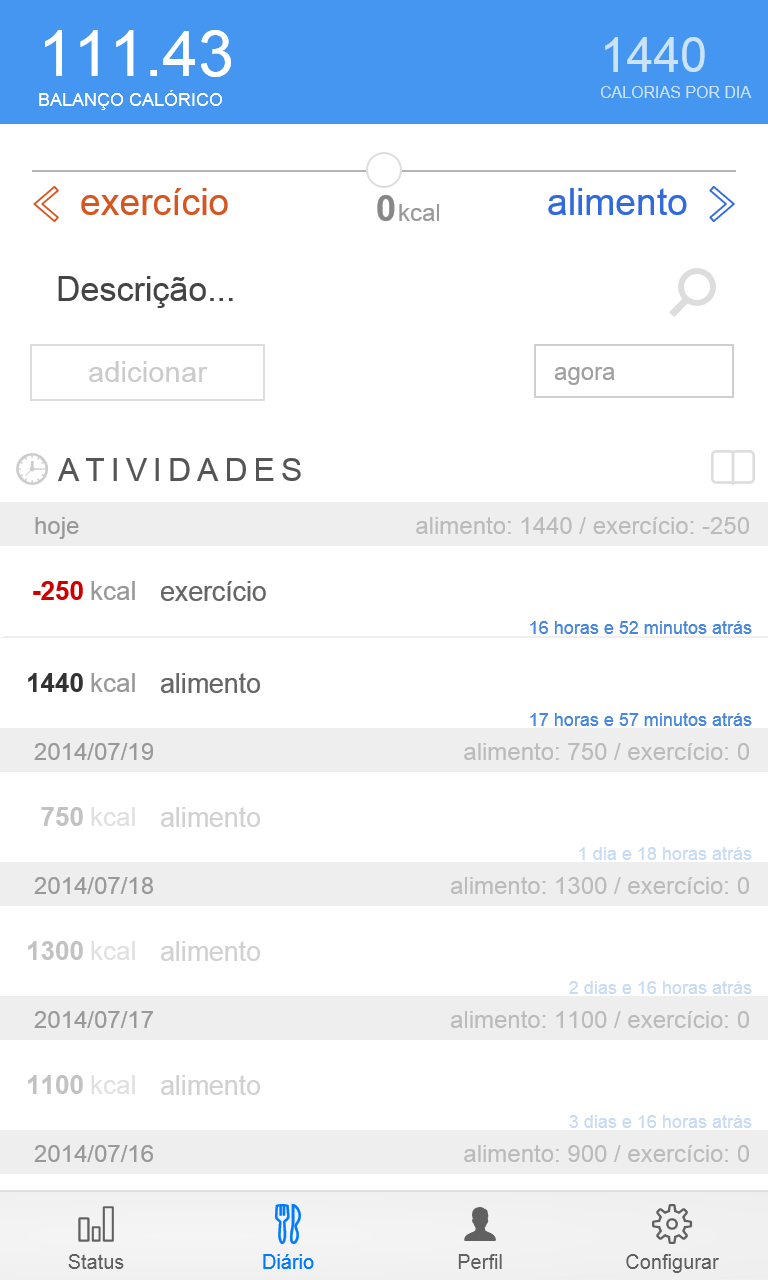 111.43
1440
BALANÇO CALÓRICO
CALORIAS POR DIA
exercício
0 kcal
alimento
Descrição...
adicionar
agora
ATIVIDADES
hoje
alimento: 1440 / exercício: -250
-250 kcal exercício
16 horas e 52 minutos atrás
1440 kcal alimento
17 horas e 57 minutos atrás
2014/07/19
alimento: 750 / exercício: 0
750 kcal alimento
1 dia e 18 horas atrás
2014/07/18
alimento: 1300 / exercício: 0
1300 kcal alimento
2 dias e 16 horas atrás
2014/07/17
alimento: 1100 / exercício: 0
1100 kcal alimento
3 dias e 16 horas atrás
2014/07/16
alimento: 900 / exercício: 0
Status
Diário
Perfil
Configurar